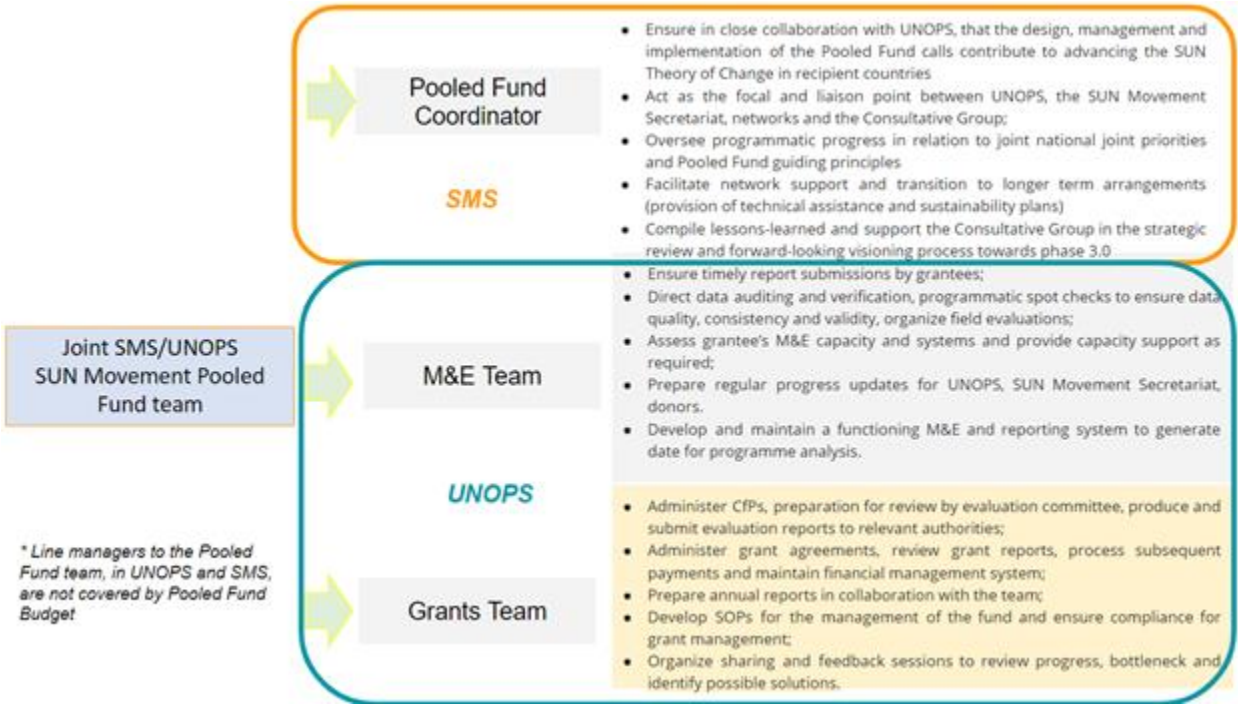 Pooled Fund
Coordinator
SMS
● Ensure in close collaboration with UNOPS, that the design, management and
implementation of the Pooled Fund calls contribute to advancing the SUN
Theory of Change in recipient countries
● Act as the focal and liaison point between UNOPS, the SUN Movement
Secretariat, networks and the Consultative Group;
● Oversee programmatic progress in relation to joint national joint priorities
and Pooled Fund guiding principles
● Facilitate network support and transition to longer term arrangements
(provision of technical assistance and sustainability plans)
● Compile lessons-learned and support the Consultative Group in the strategic
review and forward-looking visioning process towards phase 3.0
Joint SMS/UNOPS
SUN Movement Pooled
Fund team
M&E Team
● Ensure timely report submissions by grantees;
● Direct data auditing and verification, programmatic spot checks to ensure data
quality, consistency and validity, organize field evaluations;
● Assess grantee's M&E capacity and systems and provide capacity support as
required;
● Prepare regular progress updates for UNOPS, SUN Movement Secretariat,
donors.
● Develop and maintain a functioning M&E and reporting system to generate
date for programme analysis.
UNOPS
* Line managers to the Pooled
Fund team, in UNOPS and SMS,
are not covered by Pooled Fund
Budget
Grants Team
● Administer CfPs, preparation for review by evaluation committee, produce and
submit evaluation reports to relevant authorities;
● Administer grant agreements, review grant reports, process subsequent
payments and maintain financial management system;
● Prepare annual reports in collaboration with the team;
● Develop SOPs for the management of the fund and ensure compliance for
grant management;
● Organize sharing and feedback sessions to review progress, bottleneck and
identify possible solutions.